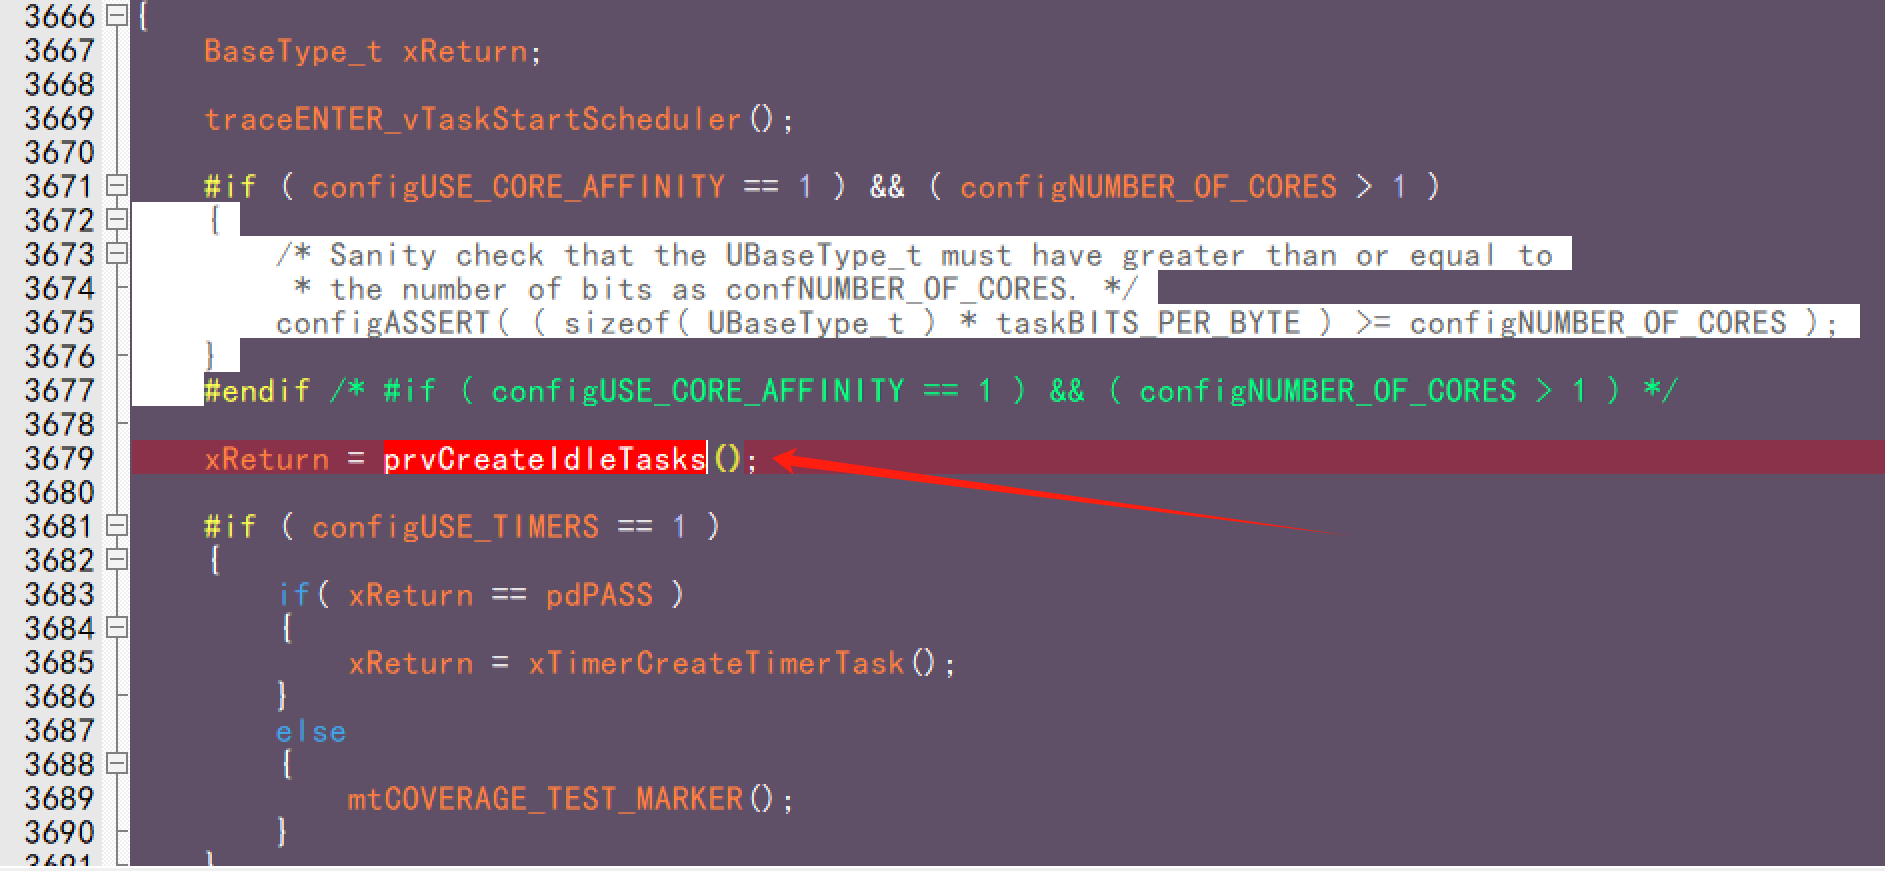 3666 {
3667 BaseType_t xReturn;
3668
3669 traceENTER_vTaskStartScheduler();
3670
3671 #if ( configUSE_CORE_AFFINITY == 1 ) && ( configNUMBER_OF_CORES > 1 )
3672 {
3673 /* Sanity check that the UBaseType_t must have greater than or equal to
3674 * the number of bits as confNUMBER_OF_CORES. */
3675 configASSERT( ( sizeof( UBaseType_t ) * taskBITS_PER_BYTE ) >= configNUMBER_OF_CORES );
3676 }
3677 #endif /* #if ( configUSE_CORE_AFFINITY == 1 ) && ( configNUMBER_OF_CORES > 1 ) */
3678
3679 xReturn = prvCreateIdleTasks();
3680
3681 #if ( configUSE_TIMERS == 1 )
3682 {
3683 if( xReturn == pdPASS )
3684 {
3685 xReturn = xTimerCreateTimerTask();
3686 }
3687 else
3688 {
3689 mtCOVERAGE_TEST_MARKER();
3690 }
3691 }